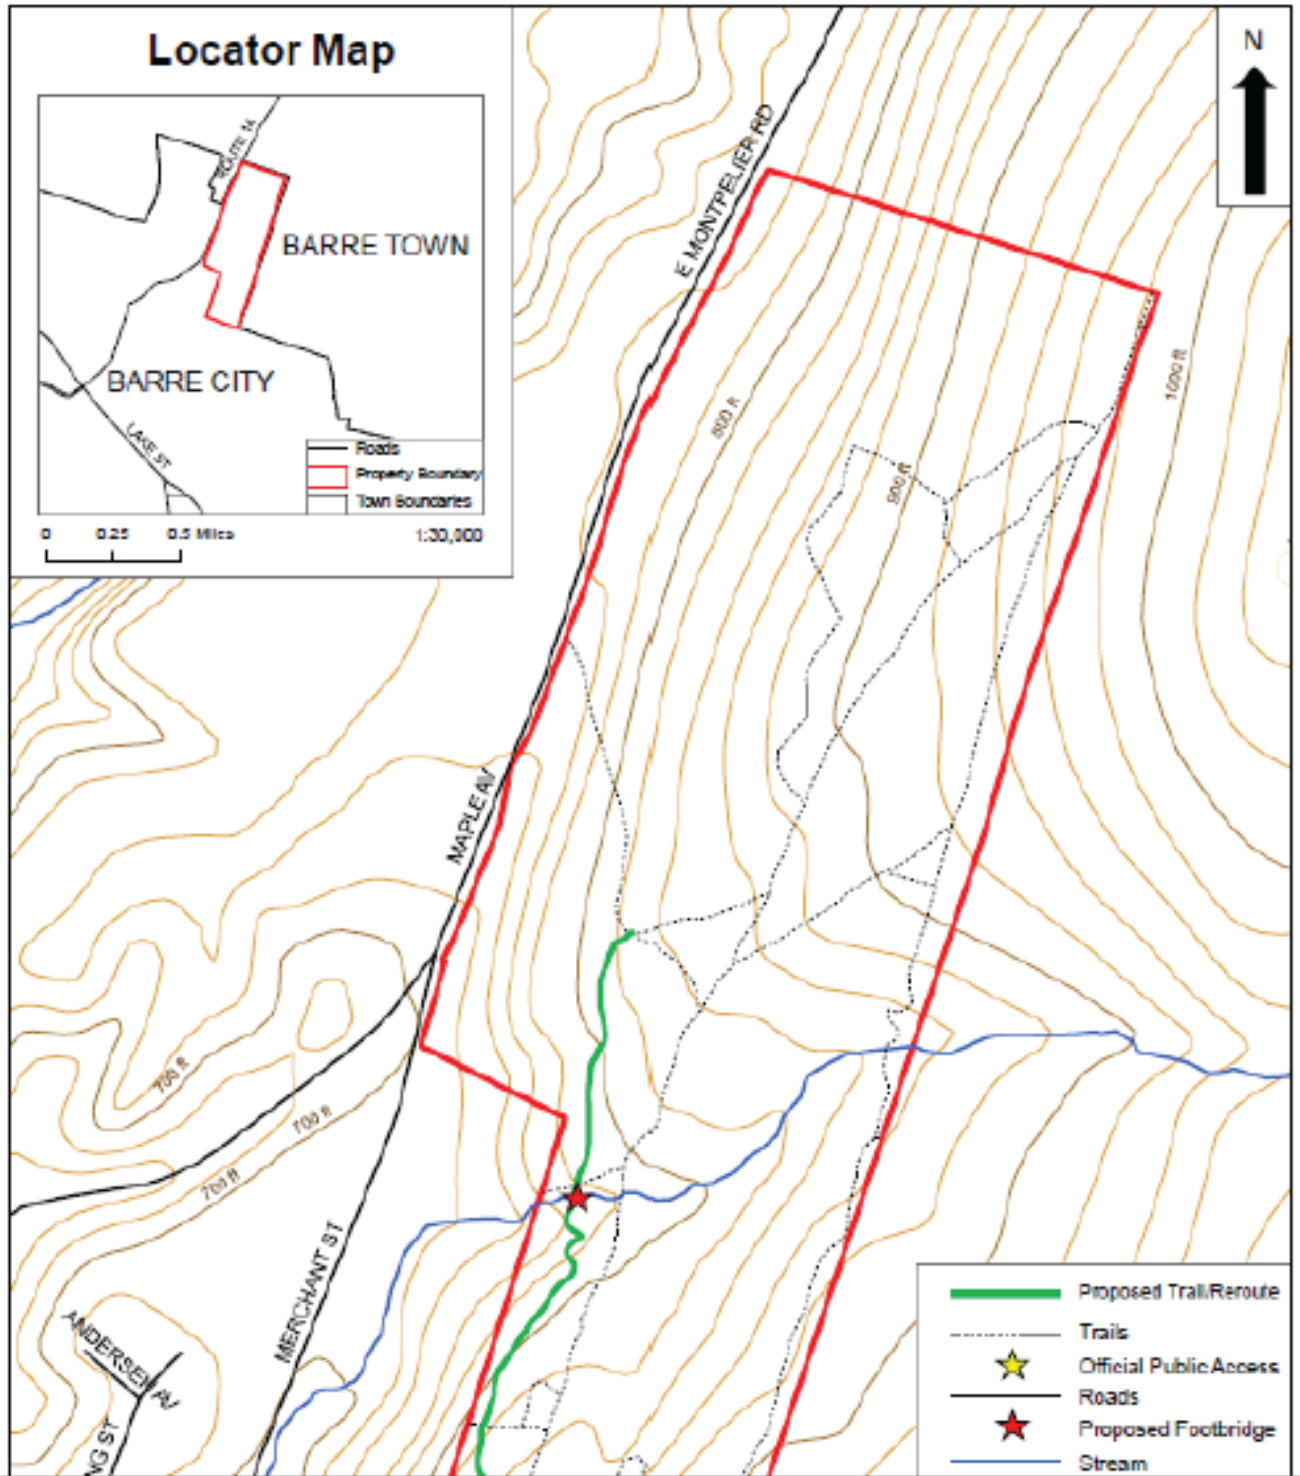 Locator Map
N
ROUTE 14
BARRE TOWN
BARRE CITY
LAKE ST
Roads
Property Boundary
Town Boundaries
0 0.25 0.5 Miles
1:30,000
E MONTPELIER RD
800 ft
900 ft
1000 ft
MAPLE AV
700 ft
700 ft
700 ft
MERCHANT ST
ANDERSEN AV
NG ST
Proposed Trail/Reroute
Trails
Official Public Access
Roads
Proposed Footbridge
Stream